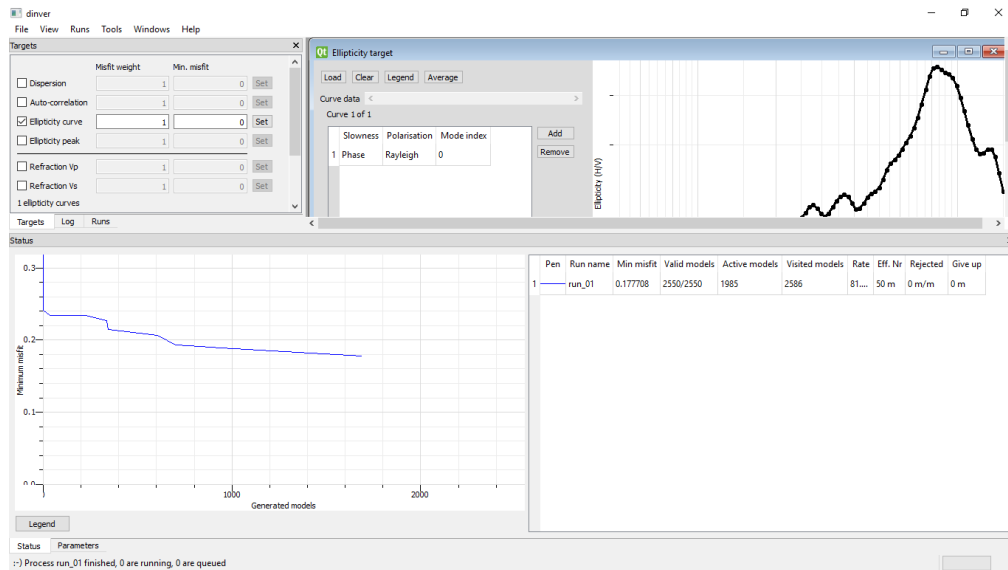 dinver
File View Runs Tools Windows Help
Targets
Misfit weight Min. misfit
Dispersion 1 0 Set
Auto-correlation 1 0 Set
Ellipticity curve 1 0 Set
Ellipticity peak 1 0 Set
Refraction Vp 1 0 Set
Refraction Vs 1 0 Set
1 ellipticity curves
Targets Log Runs
Qt Ellipticity target
Load Clear Legend Average
Curve data
Curve 1 of 1
Slowness Polarisation Mode index
1 Phase Rayleigh 0
Add
Remove
Ellipticity (H/V)
Status
0.3
0.2
0.1
Minimum misfit
1000 2000
Generated models
Legend
Pen Run name Min misfit Valid models Active models Visited models Rate Eff. Nr Rejected Give up
1 run_01 0.177708 2550/2550 1985 2586 81.... 50 m 0 m/m 0 m
Status Parameters
:-) Process run_01 finished, 0 are running, 0 are queued